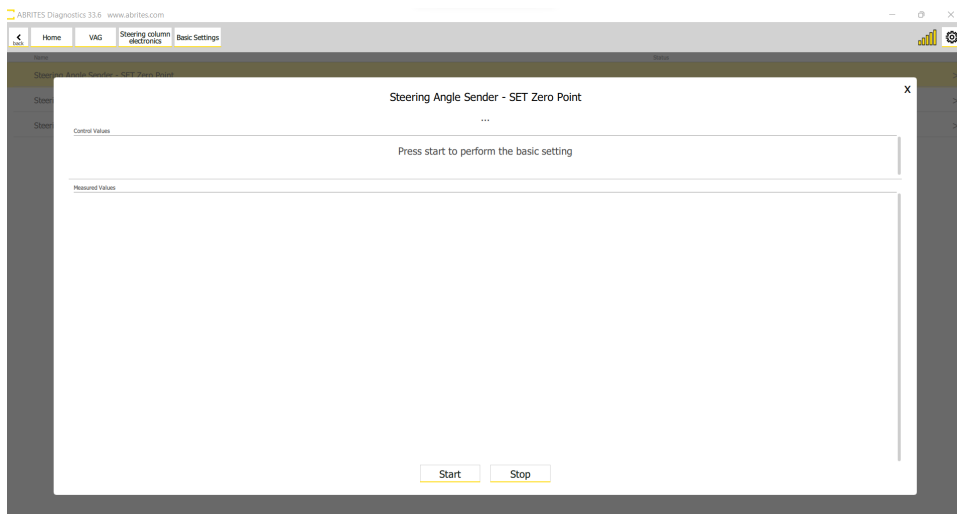 ABRITES Diagnostics 33.6 www.abrites.com
back
Home
VAG
Steering column
electronics
Basic Settings
Name
Status
Steering Angle Sender - SET Zero Point
Steeri
Steeri
X
Steering Angle Sender - SET Zero Point
...
Control Values
Press start to perform the basic setting
Measured Values
Start
Stop